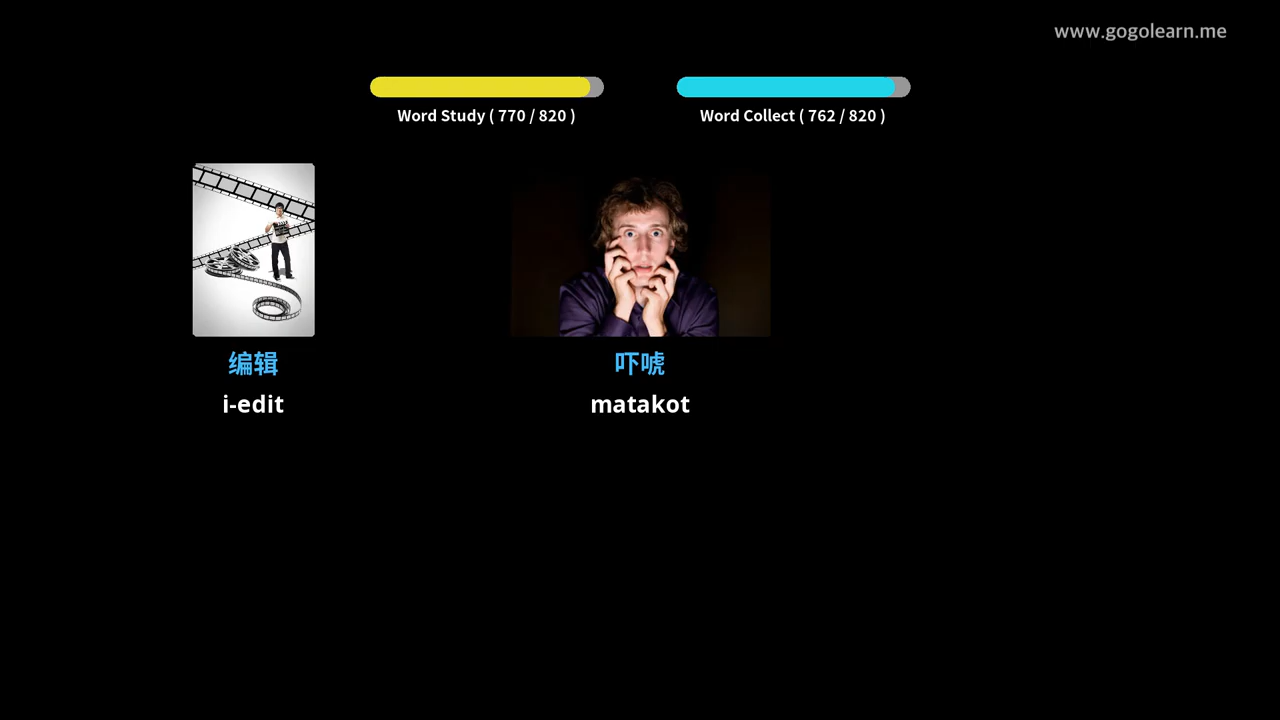 www.gogolearn.me
Word Study ( 770 / 820 )
Word Collect ( 762 / 820 )
编辑
吓唬
i-edit
matakot